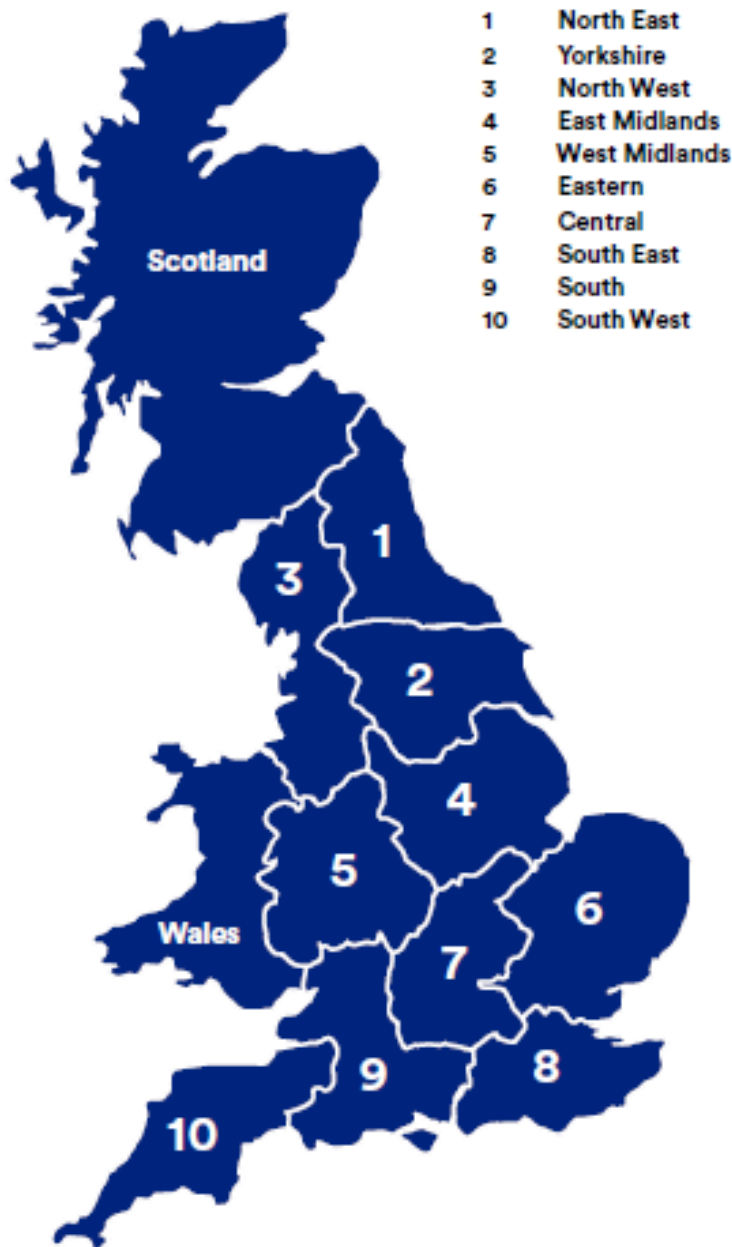 1 North East
2 Yorkshire
3 North West
4 East Midlands
5 West Midlands
6 Eastern
7 Central
8 South East
9 South
10 South West
Scotland
1
3
2
4
5
6
Wales
7
8
9
10